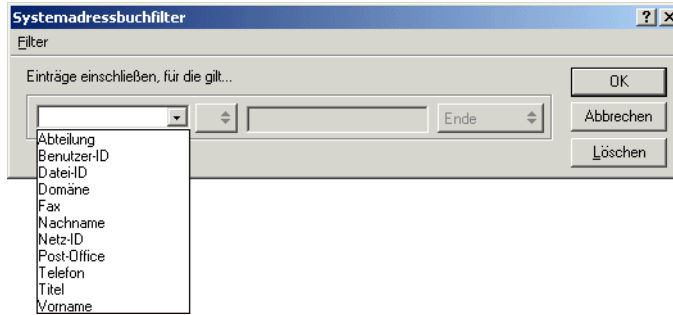 Systemadressbuchfilter
Filter
Einträge einschließen, für die gilt...
OK
Ende
Abbrechen
Löschen
Abteilung
Benutzer-ID
Datei-ID
Domäne
Fax
Nachname
Netz-ID
Post-Office
Telefon
Titel
Vorname